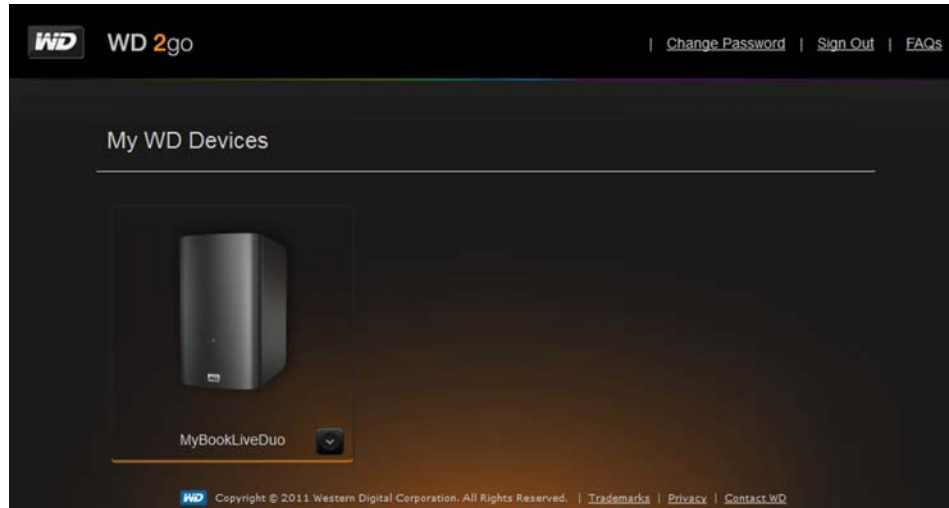 WD WD 2go | Change Password | Sign Out | FAQs
My WD Devices
WD
MyBookLiveDuo
WD Copyright © 2011 Western Digital Corporation. All Rights Reserved. | Trademarks | Privacy | Contact WD